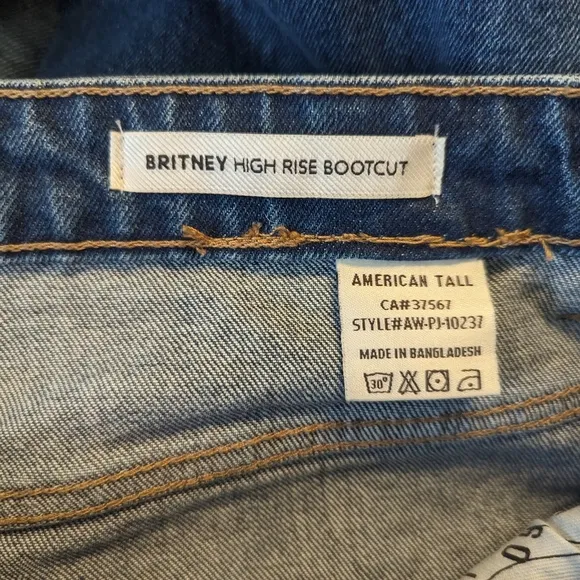 BRITNEY HIGH RISE BOOTCUT
AMERICAN TALL
CA#37567
STYLE#AW-PJ-10237
MADE IN BANGLADESH
30°